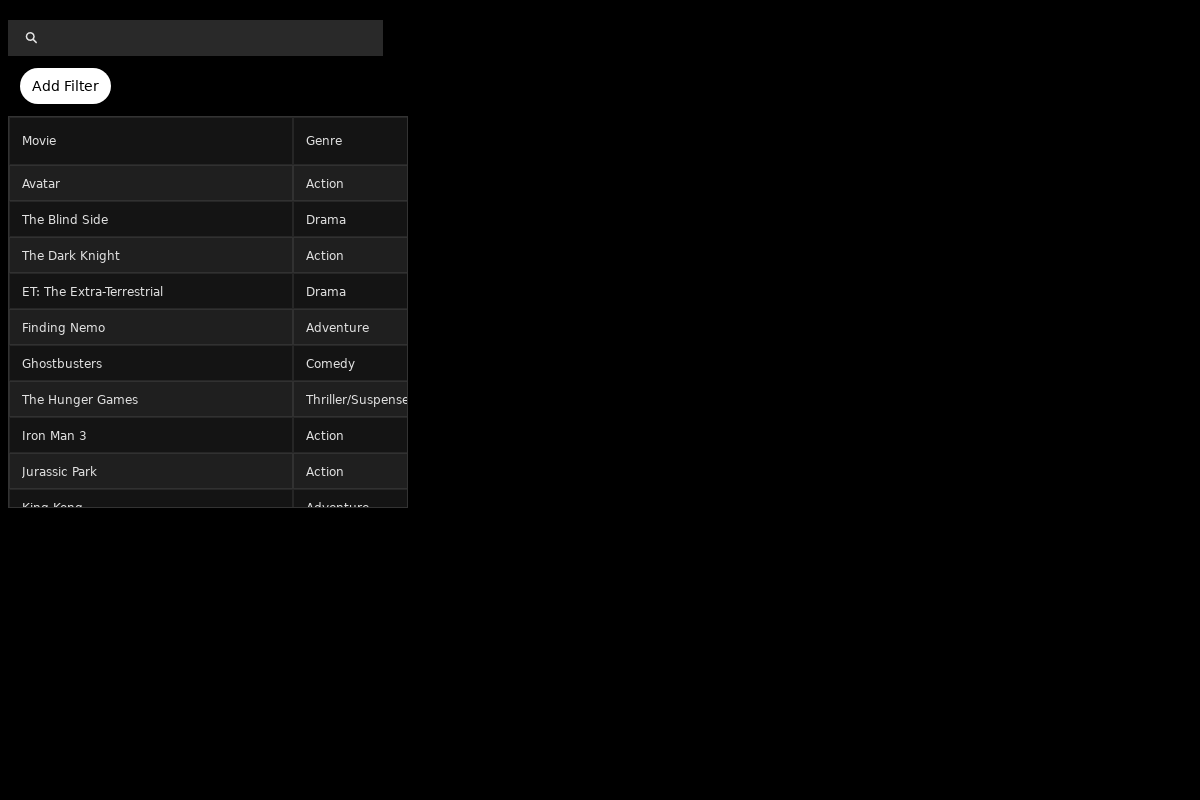 Add Filter
Movie Genre
Avatar Action
The Blind Side Drama
The Dark Knight Action
ET: The Extra-Terrestrial Drama
Finding Nemo Adventure
Ghostbusters Comedy
The Hunger Games Thriller/Suspense
Iron Man 3 Action
Jurassic Park Action
King Kong Adventure